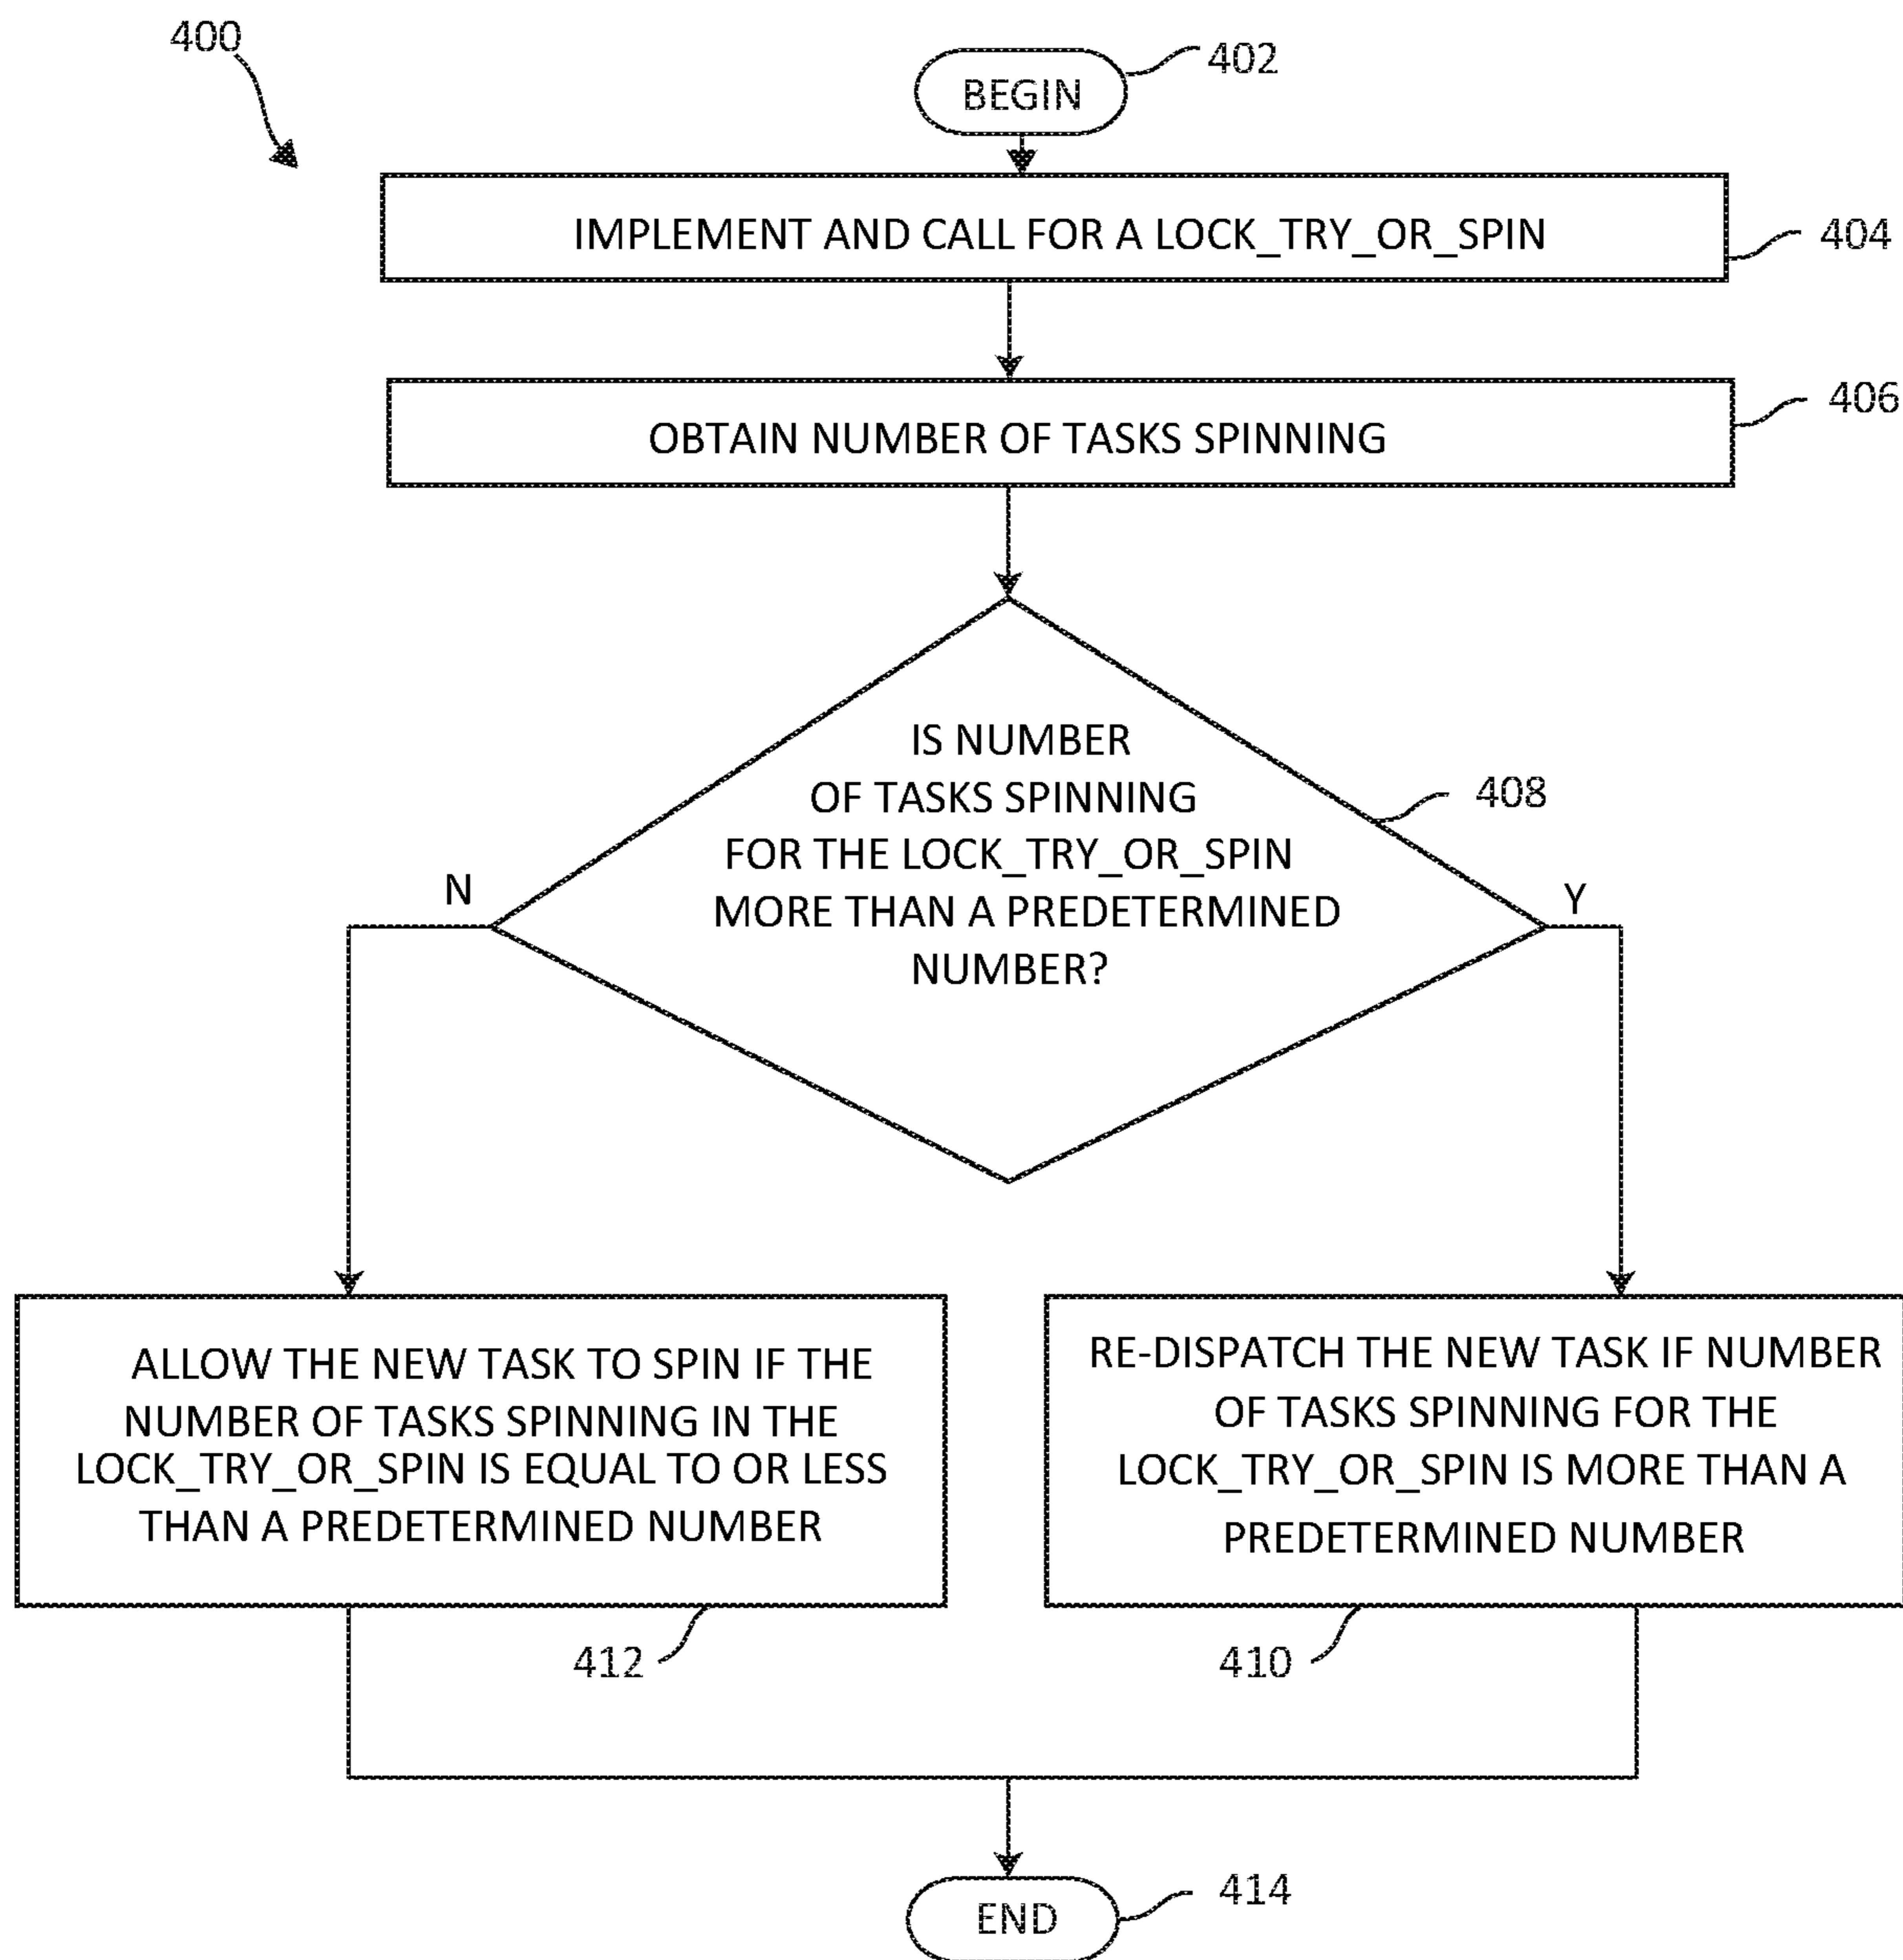 400
BEGIN
402
IMPLEMENT AND CALL FOR A LOCK_TRY_OR_SPIN
404
OBTAIN NUMBER OF TASKS SPINNING
406
IS NUMBER
OF TASKS SPINNING
FOR THE LOCK_TRY_OR_SPIN
MORE THAN A PREDETERMINED
NUMBER?
408
N
Y
ALLOW THE NEW TASK TO SPIN IF THE
NUMBER OF TASKS SPINNING IN THE
LOCK_TRY_OR_SPIN IS EQUAL TO OR LESS
THAN A PREDETERMINED NUMBER
412
RE-DISPATCH THE NEW TASK IF NUMBER
OF TASKS SPINNING FOR THE
LOCK_TRY_OR_SPIN IS MORE THAN A
PREDETERMINED NUMBER
410
END
414